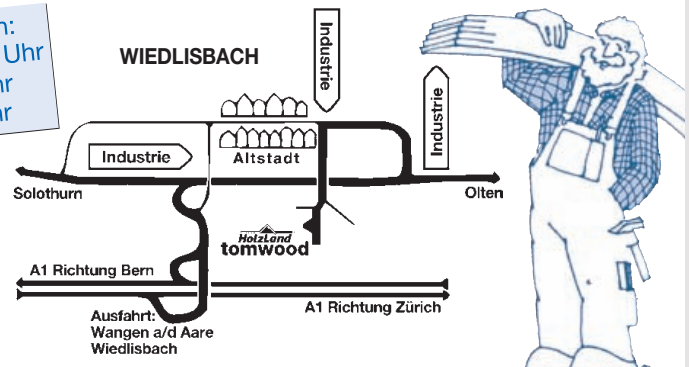 n:
Uhr
hr
hr
WIEDLISBACH
Industrie
Industrie
Industrie
Altstadt
Solothurn
Olten
HolzLand
tomwood
A1 Richtung Bern
A1 Richtung Zürich
Ausfahrt:
Wangen a/d Aare
Wiedlisbach